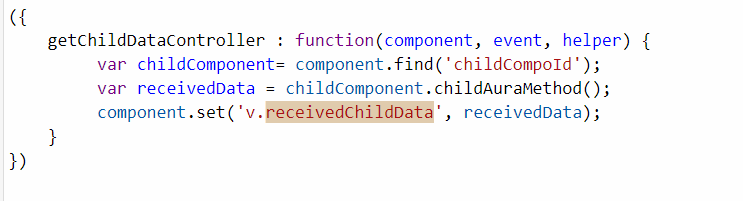 ({
    getChildDataController : function(component, event, helper) {
        var childComponent= component.find('childCompoId');
        var receivedData = childComponent.childAuraMethod();
        component.set('v.receivedChildData', receivedData);
    }
})